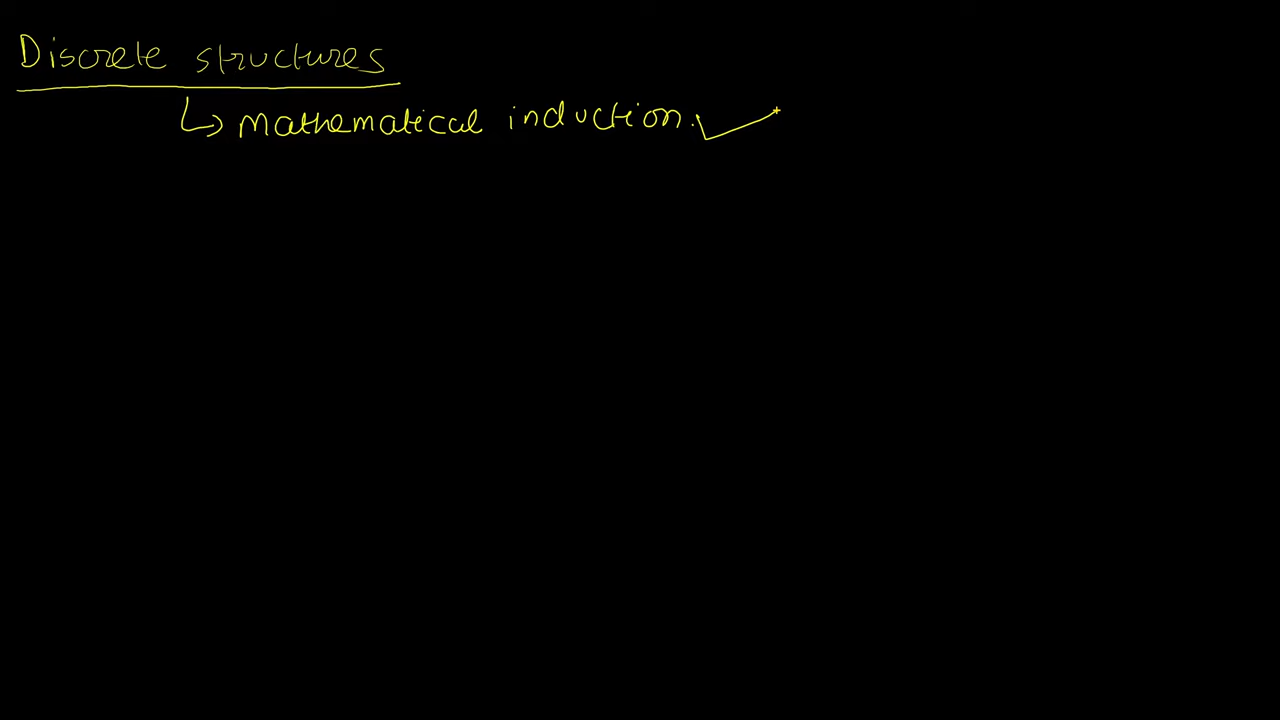 Discrete structures
↳ mathematical induction. ✓